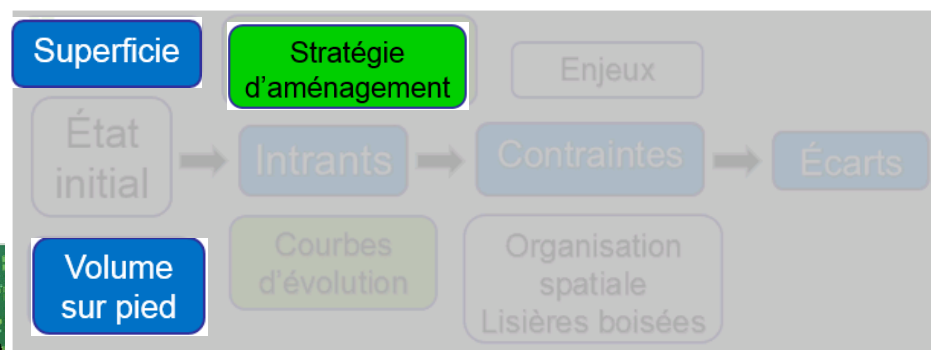 Superficie
Stratégie
d'aménagement
Enjeux
État
initial
Intrants
Contraintes
Écarts
Volume
sur pied
Courbes
d'évolution
Organisation
spatiale
Lisières boisées